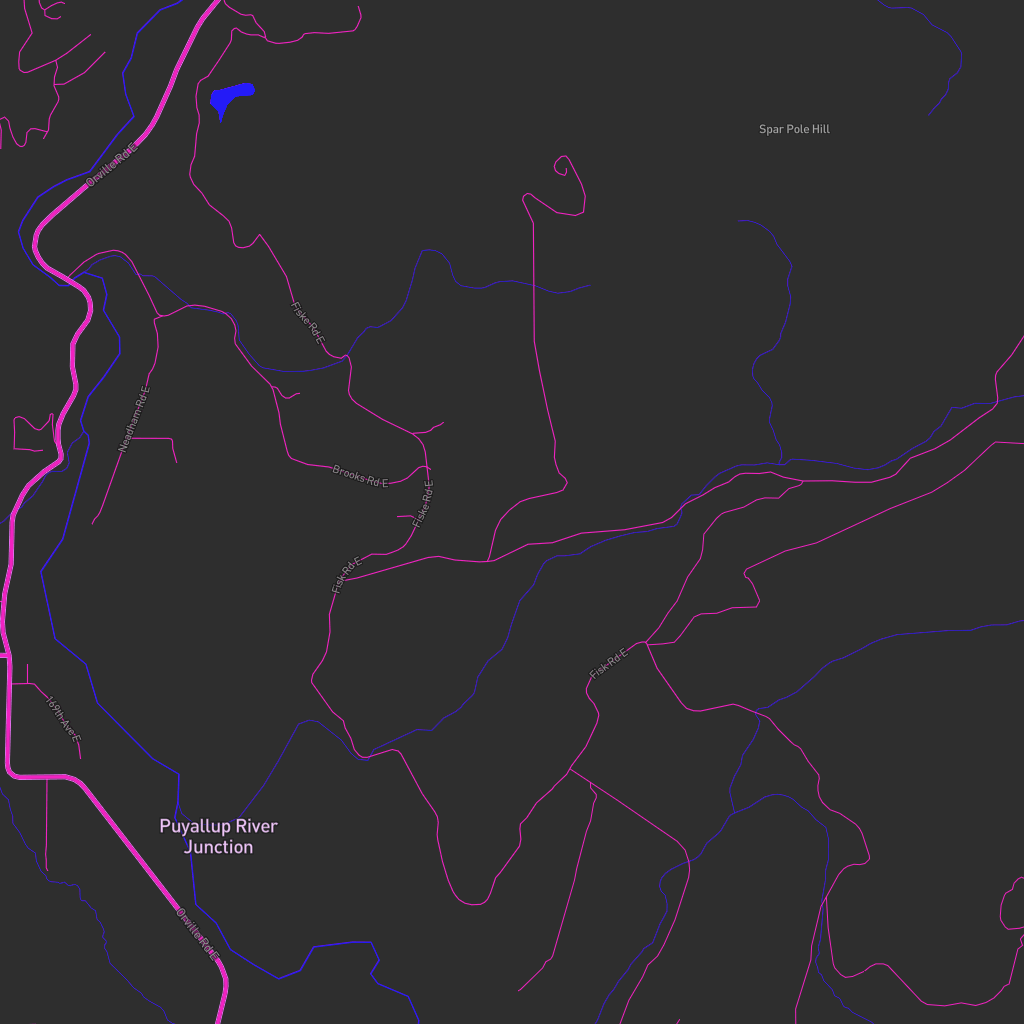 Spar Pole Hill
Orville Rd E
Fiske Rd E
Needham Rd E
Brooks Rd E
Fiske Rd E
Fisk Rd E
Fisk Rd E
169th Ave E
Puyallup River
Junction
Orville Rd E